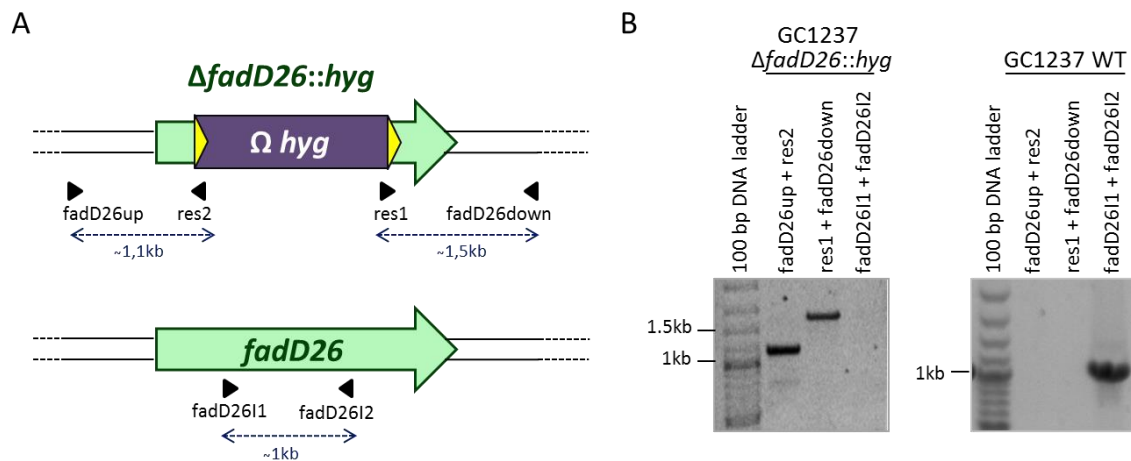 A
ΔfadD26::hyg
Ω hyg
fadD26up
res2
res1
fadD26down
~1,1kb
~1,5kb
fadD26
fadD26I1
fadD26I2
~1kb
B
GC1237
ΔfadD26::hyg
100 bp DNA ladder
fadD26up + res2
res1 + fadD26down
fadD26I1 + fadD26I2
1.5kb
1kb
GC1237 WT
100 bp DNA ladder
fadD26up + res2
res1 + fadD26down
fadD26I1 + fadD26I2
1kb